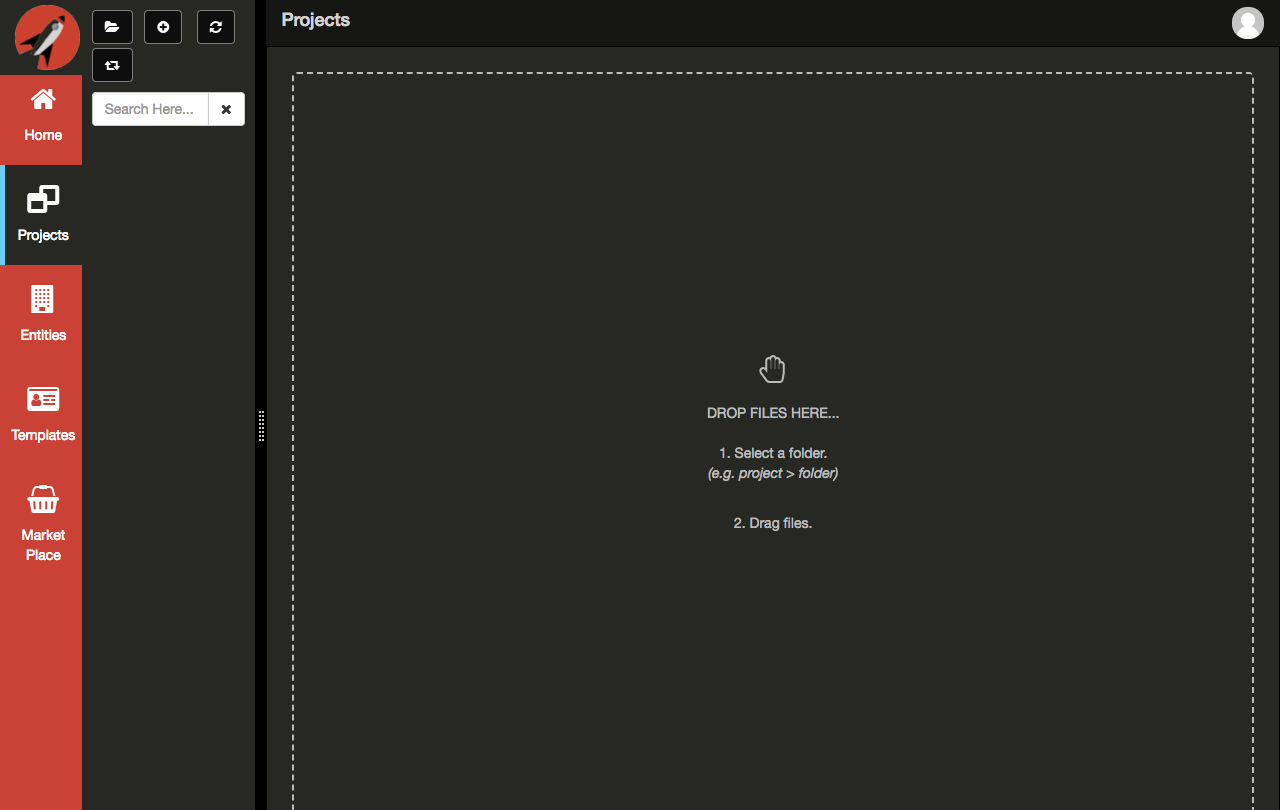 Projects
Search Here...
Home
Projects
Entities
Templates
Market
Place
DROP FILES HERE...
1. Select a folder.
(e.g. project > folder)
2. Drag files.